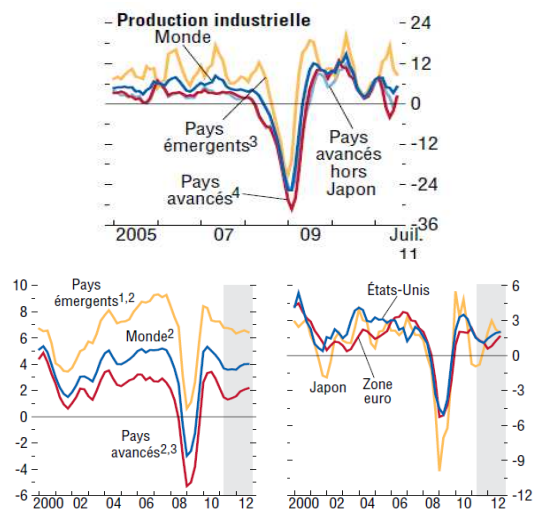 Production industrielle
Monde
Pays
émergents3
Pays
avancés4
Pays
avancés
hors
Japon
24
12
0
-12
-24
-36
2005 07 09 Juil.
11
Pays
émergents1,2
Monde2
Pays
avancés2,3
10
8
6
4
2
0
-2
-4
-6
2000 02 04 06 08 10 12
États-Unis
Japon
Zone
euro
6
3
0
-3
-6
-9
-12
2000 02 04 06 08 10 12